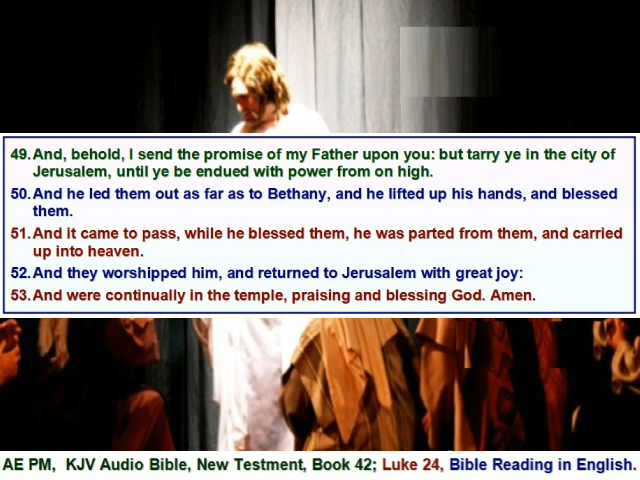 49.And, behold, I send the promise of my Father upon you: but tarry ye in the city of
Jerusalem, until ye be endued with power from on high.
50.And he led them out as far as to Bethany, and he lifted up his hands, and blessed
them.
51.And it came to pass, while he blessed them, he was parted from them, and carried
up into heaven.
52.And they worshipped him, and returned to Jerusalem with great joy:
53.And were continually in the temple, praising and blessing God. Amen.
AE PM, KJV Audio Bible, New Testment, Book 42; Luke 24, Bible Reading in English.